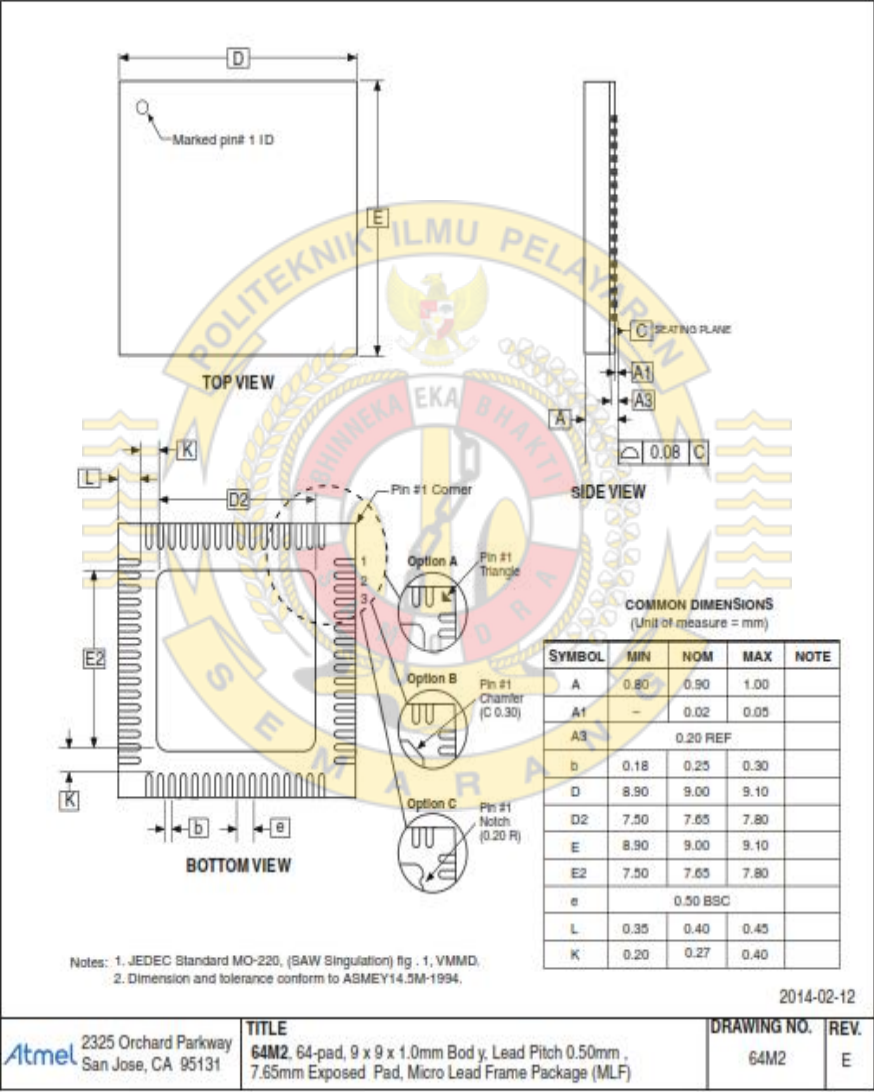 D
Marked pin# 1 ID
E
TOP VIEW
C SEATING PLANE
A1
A3
A
0.08 C
SIDE VIEW
POLITEKNIK ILMU PELAYARAN
SEMARANG
BHINNEKA EKA BHAKTI
K
L
D2
Pin #1 Corner
1
2
3
E2
K
b
e
BOTTOM VIEW
Option A
Pin #1
Triangle
Option B
Pin #1
Chamfer
(C 0.30)
Option C
Pin #1
Notch
(0.20 R)
COMMON DIMENSIONS
(Unit of measure = mm)
SYMBOL MIN NOM MAX NOTE
A 0.80 0.90 1.00
A1 – 0.02 0.05
A3 0.20 REF
b 0.18 0.25 0.30
D 8.90 9.00 9.10
D2 7.50 7.65 7.80
E 8.90 9.00 9.10
E2 7.50 7.65 7.80
e 0.50 BSC
L 0.35 0.40 0.45
K 0.20 0.27 0.40
Notes: 1. JEDEC Standard MO-220, (SAW Singulation) fig . 1, VMMD.
2. Dimension and tolerance conform to ASMEY14.5M-1994.
2014-02-12
Atmel
2325 Orchard Parkway
San Jose, CA 95131
TITLE
64M2, 64-pad, 9 x 9 x 1.0mm Bod y, Lead Pitch 0.50mm ,
7.65mm Exposed Pad, Micro Lead Frame Package (MLF)
DRAWING NO.
64M2
REV.
E